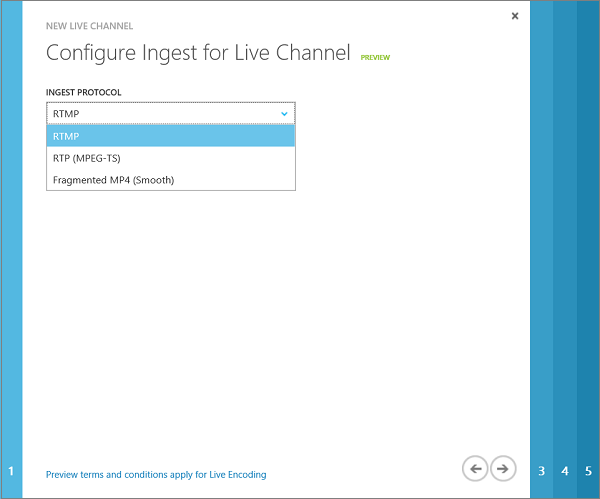 NEW LIVE CHANNEL
Configure Ingest for Live Channel PREVIEW
INGEST PROTOCOL
RTMP
RTMP
RTP (MPEG-TS)
Fragmented MP4 (Smooth)
1
Preview terms and conditions apply for Live Encoding
3 4 5